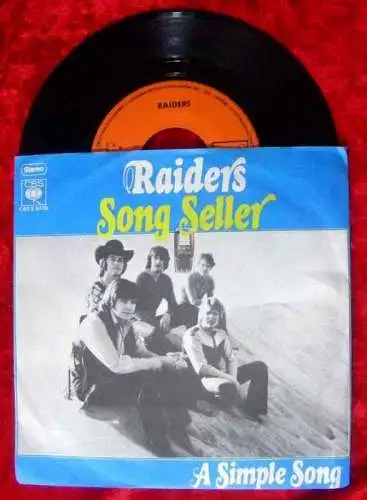 RAIDERS
Stereo
CBS
Raiders
Song Seller
A Simple Song